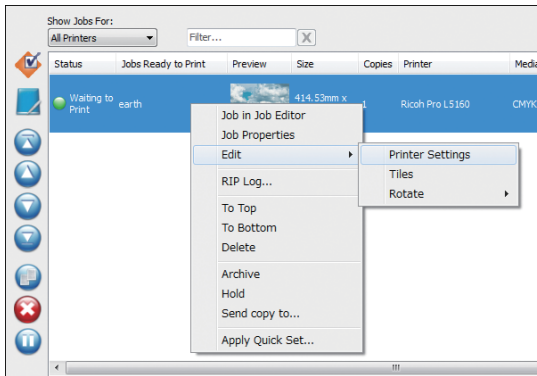 Show Jobs For:
All Printers
Filter...
X
Status Jobs Ready to Print Preview Size Copies Printer Media
Waiting to Print earth 414.53mm x 1 Ricoh Pro L5160 CMYK
Job in Job Editor
Job Properties
Edit
Printer Settings
Tiles
Rotate
RIP Log...
To Top
To Bottom
Delete
Archive
Hold
Send copy to...
Apply Quick Set...